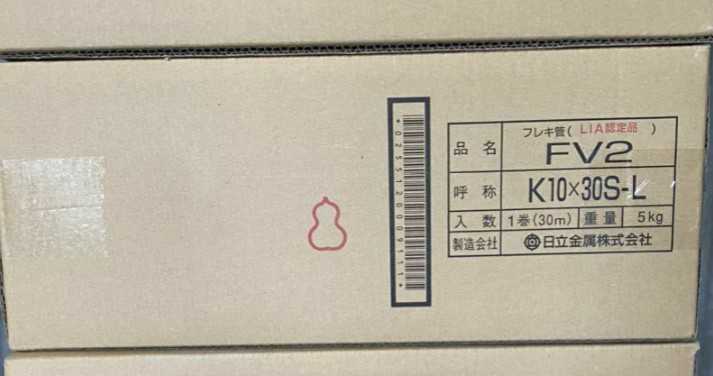 *0255120009111*
フレキ管( LIA認定品 )
品名 FV2
呼称 K10×30S-L
入数 1巻(30m) 重量 5kg
製造会社 日立金属株式会社